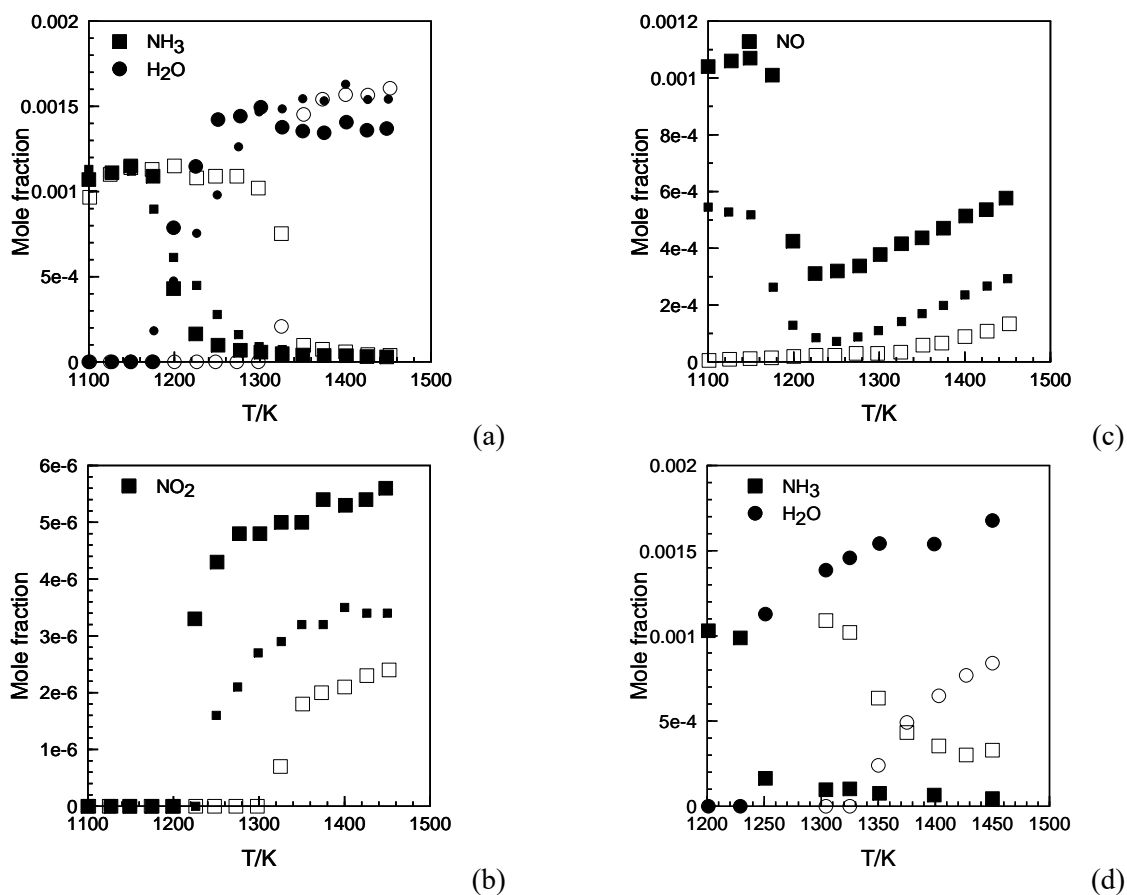 0.002
NH3
H2O
0.0015
0.001
5e-4
0
1100 1200 1300 1400 1500
Mole fraction
T/K
(a)
0.0012
NO
0.001
8e-4
6e-4
4e-4
2e-4
0
1100 1200 1300 1400 1500
Mole fraction
T/K
(c)
6e-6
NO2
5e-6
4e-6
3e-6
2e-6
1e-6
0
1100 1200 1300 1400 1500
Mole fraction
T/K
(b)
0.002
NH3
H2O
0.0015
0.001
5e-4
0
1200 1250 1300 1350 1400 1450 1500
Mole fraction
T/K
(d)